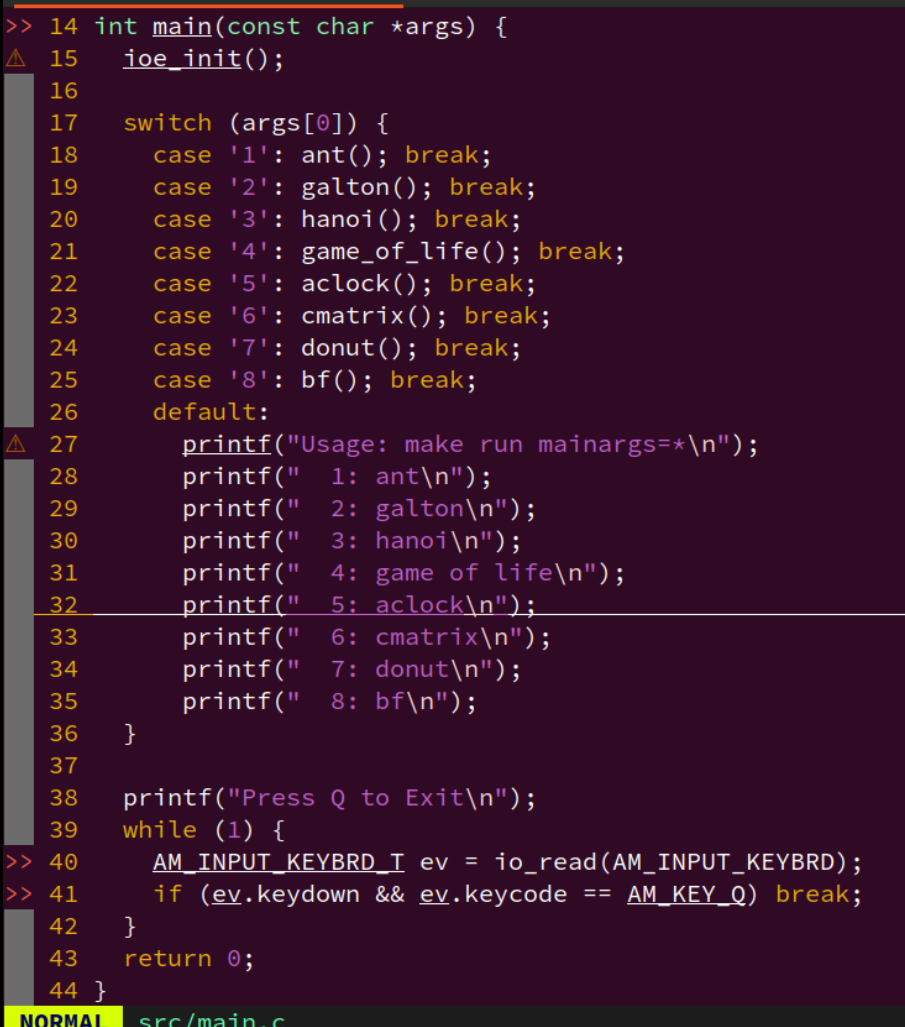 >> 14 int main(const char *args) {
⚠ 15   ioe_init();
16
17   switch (args[0]) {
18     case '1': ant(); break;
19     case '2': galton(); break;
20     case '3': hanoi(); break;
21     case '4': game_of_life(); break;
22     case '5': aclock(); break;
23     case '6': cmatrix(); break;
24     case '7': donut(); break;
25     case '8': bf(); break;
26     default:
⚠ 27       printf("Usage: make run mainargs=*\n");
28       printf("  1: ant\n");
29       printf("  2: galton\n");
30       printf("  3: hanoi\n");
31       printf("  4: game of life\n");
32       printf("  5: aclock\n");
33       printf("  6: cmatrix\n");
34       printf("  7: donut\n");
35       printf("  8: bf\n");
36   }
37
38   printf("Press Q to Exit\n");
39   while (1) {
>> 40     AM_INPUT_KEYBRD_T ev = io_read(AM_INPUT_KEYBRD);
>> 41     if (ev.keydown && ev.keycode == AM_KEY_Q) break;
42   }
43   return 0;
44 }
NORMAL src/main.c